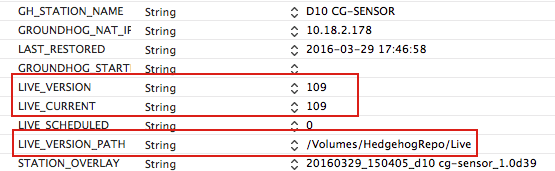 GH_STATION_NAME String D10 CG-SENSOR
GROUNDHOG_NAT_IP String 10.18.2.178
LAST_RESTORED String 2016-03-29 17:46:58
GROUNDHOG_STARTI String
LIVE_VERSION String 109
LIVE_CURRENT String 109
LIVE_SCHEDULED String 0
LIVE_VERSION_PATH String /Volumes/HedgehogRepo/Live
STATION_OVERLAY String 20160329_150405_d10 cg-sensor_1.0d39